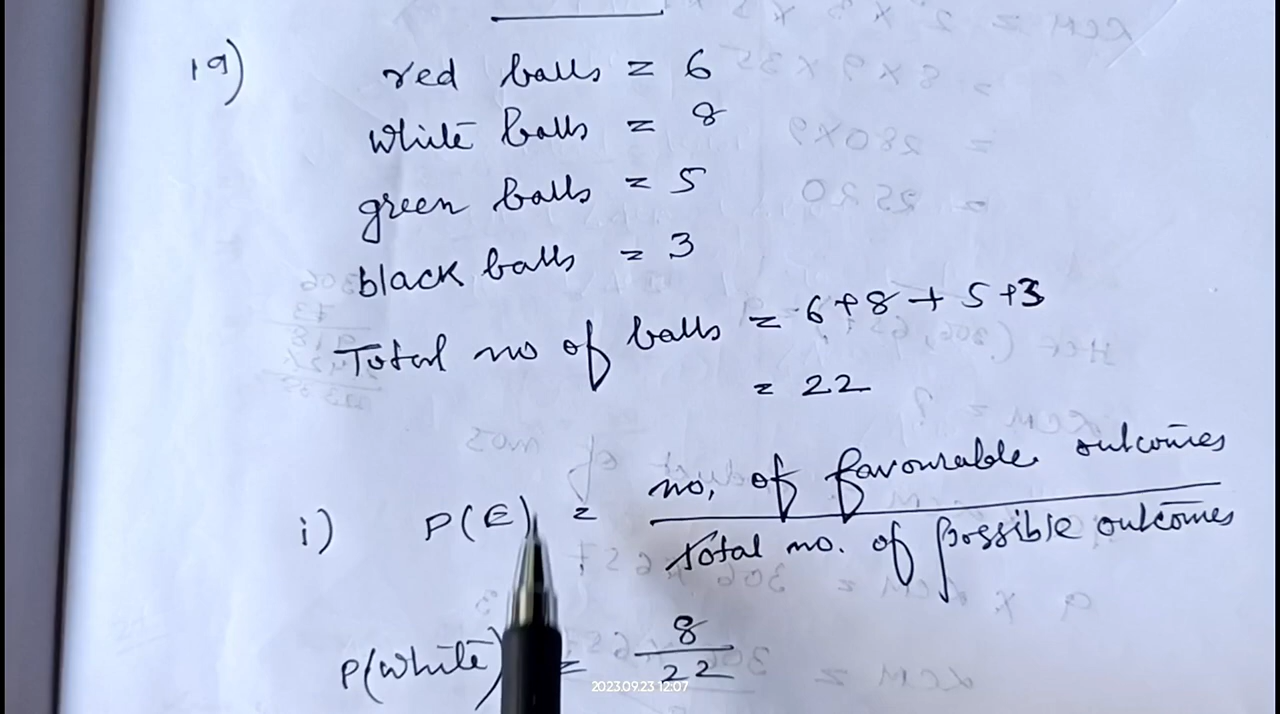 19)
red balls = 6
white balls = 8
green balls = 5
black balls = 3
Total no of balls = 6+8+5+3
= 22
i) P(E) = no. of favourable outcomes
Total no. of possible outcomes
P(white) = 8
22
2023.09.23 12:07